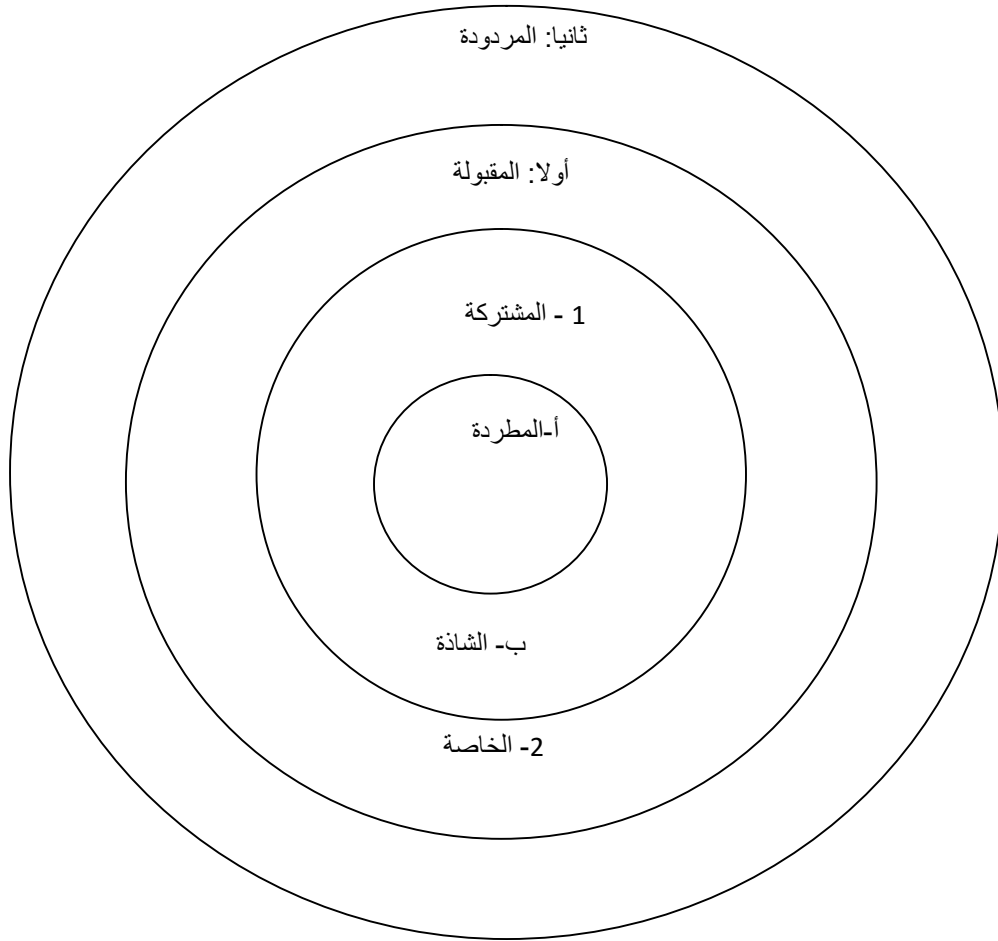 ثانيا: المردودة
أولا: المقبولة
1 - المشتركة
أ-المطردة
ب- الشاذة
2- الخاصة